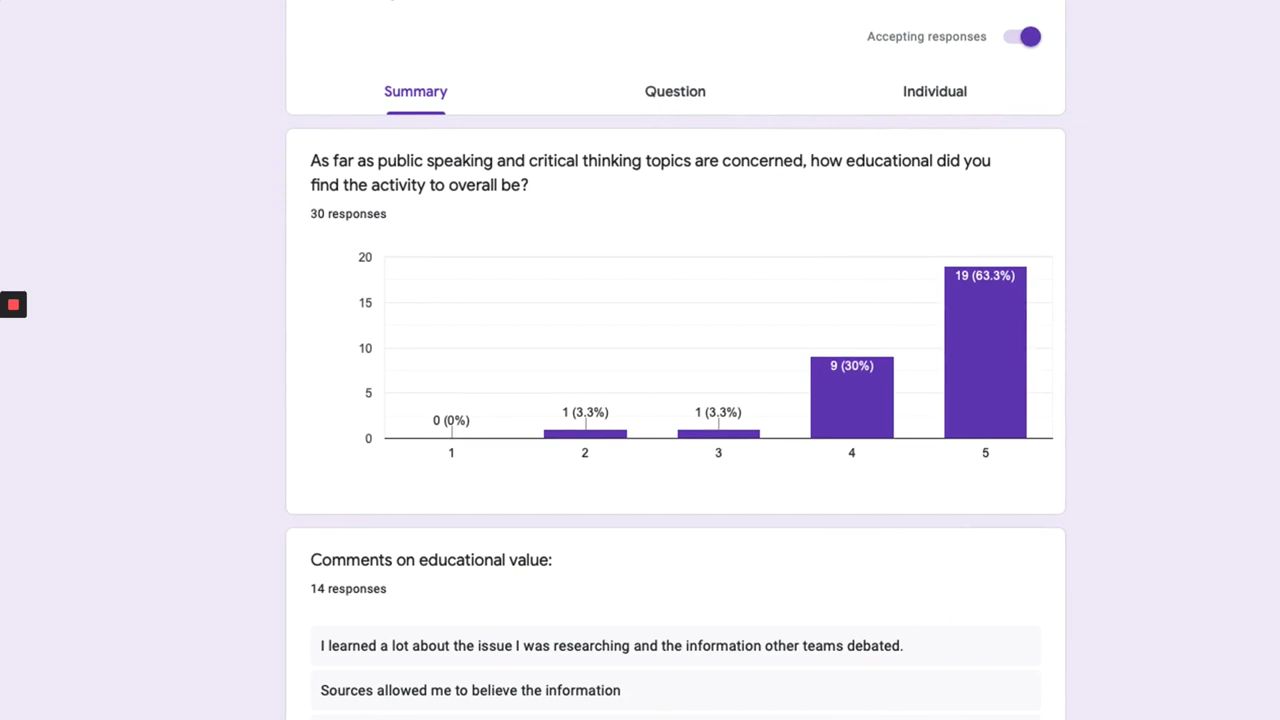 Accepting responses
Summary Question Individual
As far as public speaking and critical thinking topics are concerned, how educational did you
find the activity to overall be?
30 responses
20
15
10
5
0
0 (0%)
1 (3.3%)
1 (3.3%)
9 (30%)
19 (63.3%)
1 2 3 4 5
Comments on educational value:
14 responses
I learned a lot about the issue I was researching and the information other teams debated.
Sources allowed me to believe the information